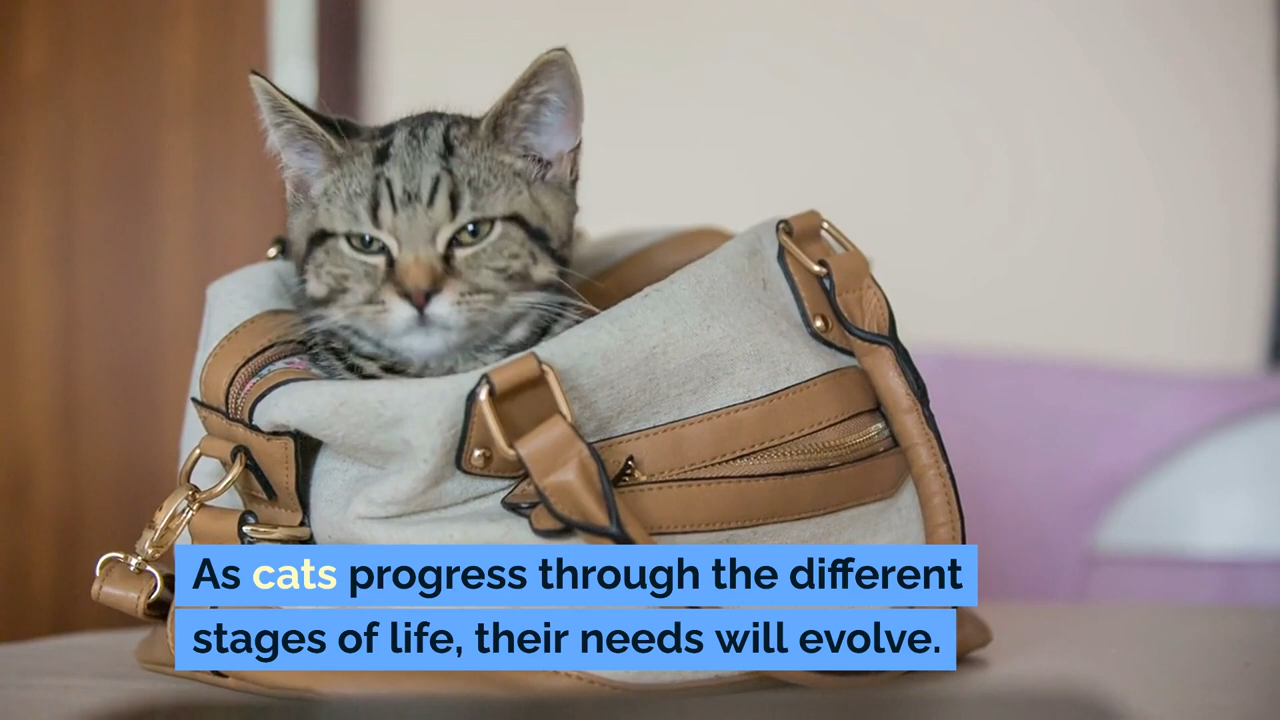 As cats progress through the different
stages of life, their needs will evolve.